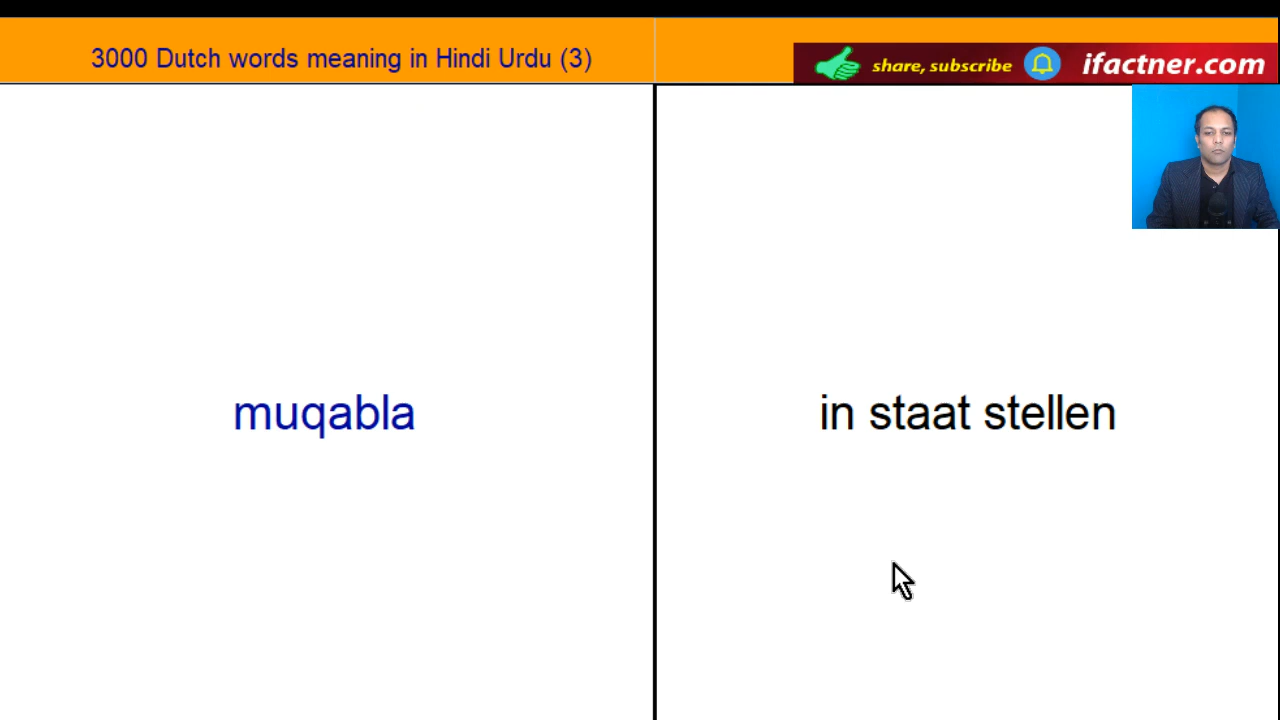 3000 Dutch words meaning in Hindi Urdu (3)
share, subscribe
ifactner.com
muqabla
in staat stellen